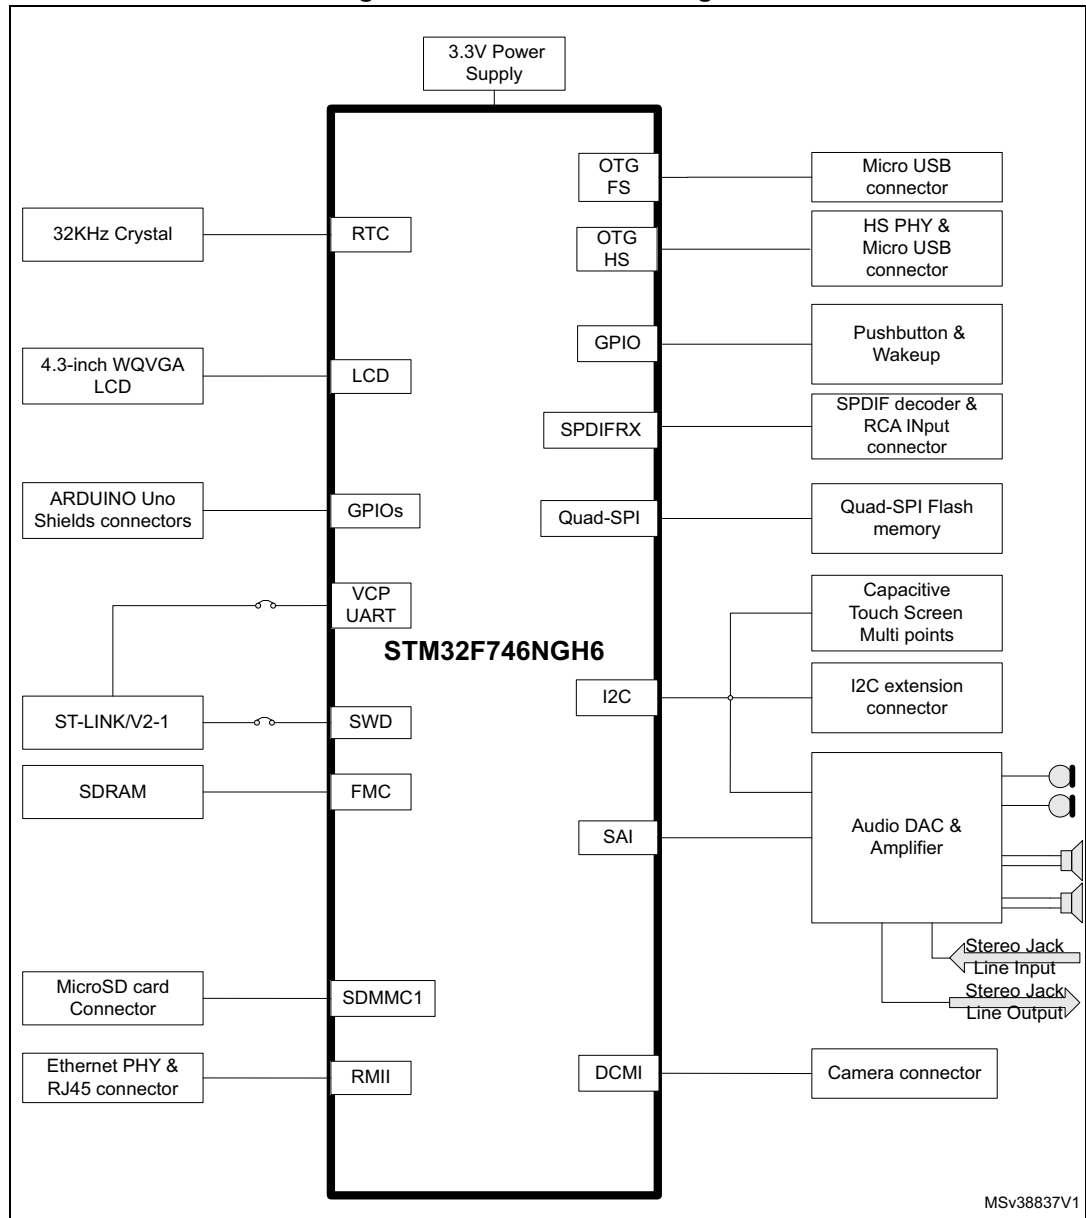 3.3V Power
Supply
OTG
FS
Micro USB
connector
32KHz Crystal
RTC
OTG
HS
HS PHY &
Micro USB
connector
GPIO
Pushbutton &
Wakeup
4.3-inch WQVGA
LCD
LCD
SPDIFRX
SPDIF decoder &
RCA INput
connector
ARDUINO Uno
Shields connectors
GPIOs
Quad-SPI
Quad-SPI Flash
memory
VCP
UART
Capacitive
Touch Screen
Multi points
STM32F746NGH6
I2C
I2C extension
connector
ST-LINK/V2-1
SWD
SDRAM
FMC
SAI
Audio DAC &
Amplifier
Stereo Jack
Line Input
Stereo Jack
Line Output
MicroSD card
Connector
SDMMC1
Ethernet PHY &
RJ45 connector
RMII
DCMI
Camera connector
MSv38837V1